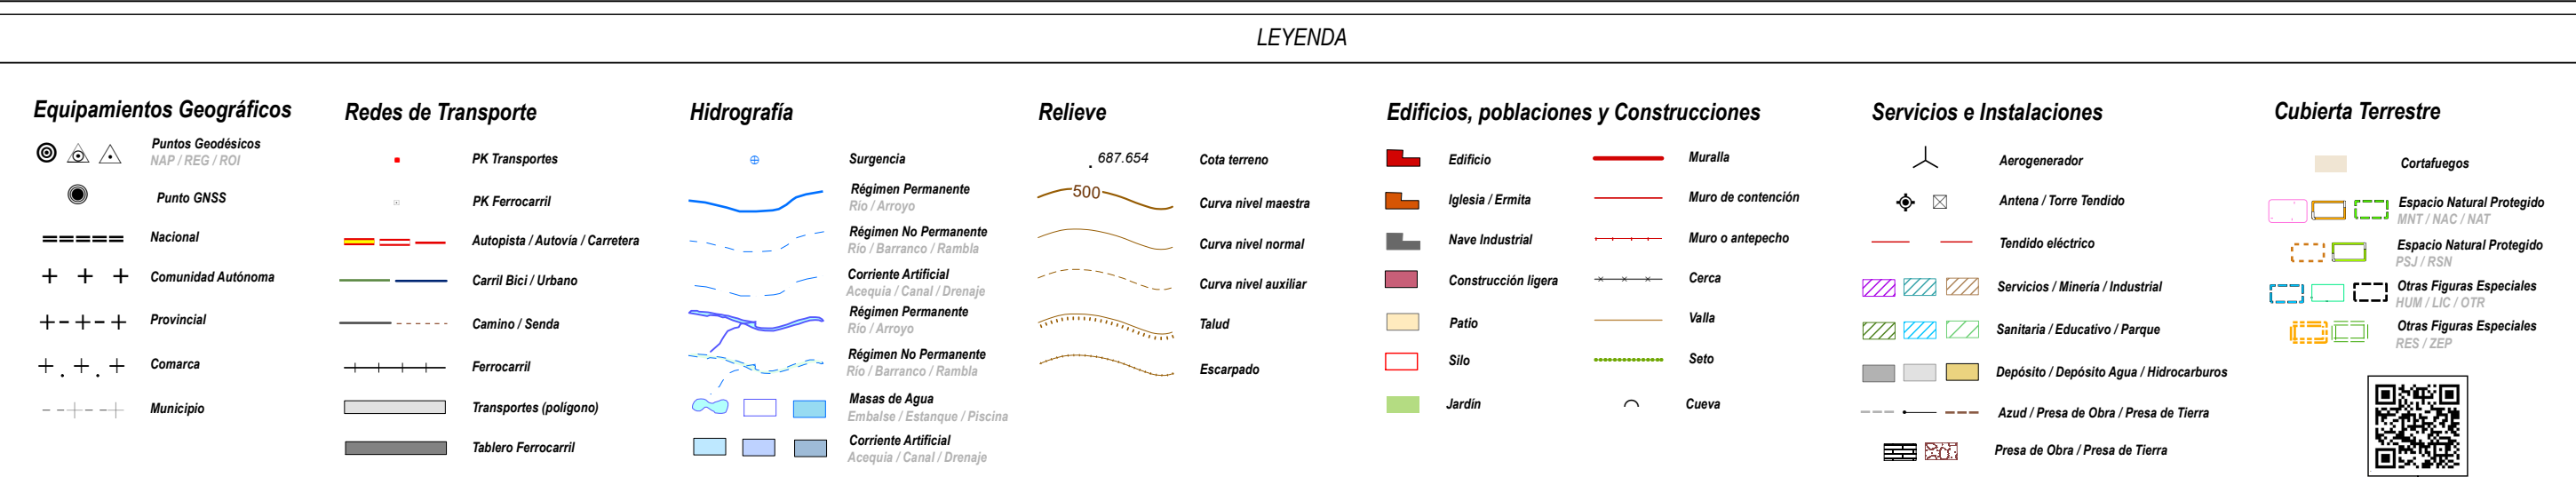 LEYENDA
Equipamientos Geográficos
Puntos Geodésicos
NAP / REG / ROI
Punto GNSS
Nacional
Comunidad Autónoma
Provincial
Comarca
Municipio
Redes de Transporte
PK Transportes
PK Ferrocarril
Autopista / Autovía / Carretera
Carril Bici / Urbano
Camino / Senda
Ferrocarril
Transportes (polígono)
Tablero Ferrocarril
Hidrografía
Surgencia
Régimen Permanente
Río / Arroyo
Régimen No Permanente
Río / Barranco / Rambla
Corriente Artificial
Acequia / Canal / Drenaje
Régimen Permanente
Río / Arroyo
Régimen No Permanente
Río / Barranco / Rambla
Masas de Agua
Embalse / Estanque / Piscina
Corriente Artificial
Acequia / Canal / Drenaje
Relieve
687.654
Cota terreno
500
Curva nivel maestra
Curva nivel normal
Curva nivel auxiliar
Talud
Escarpado
Edificios, poblaciones y Construcciones
Edificio
Iglesia / Ermita
Nave Industrial
Construcción ligera
Patio
Silo
Jardín
Muralla
Muro de contención
Muro o antepecho
Cerca
Valla
Seto
Cueva
Servicios e Instalaciones
Aerogenerador
Antena / Torre Tendido
Tendido eléctrico
Servicios / Minería / Industrial
Sanitaria / Educativo / Parque
Depósito / Depósito Agua / Hidrocarburos
Azud / Presa de Obra / Presa de Tierra
Presa de Obra / Presa de Tierra
Cubierta Terrestre
Cortafuegos
Espacio Natural Protegido
MNT / NAC / NAT
Espacio Natural Protegido
PSJ / RSN
Otras Figuras Especiales
HUM / LIC / OTR
Otras Figuras Especiales
RES / ZEP